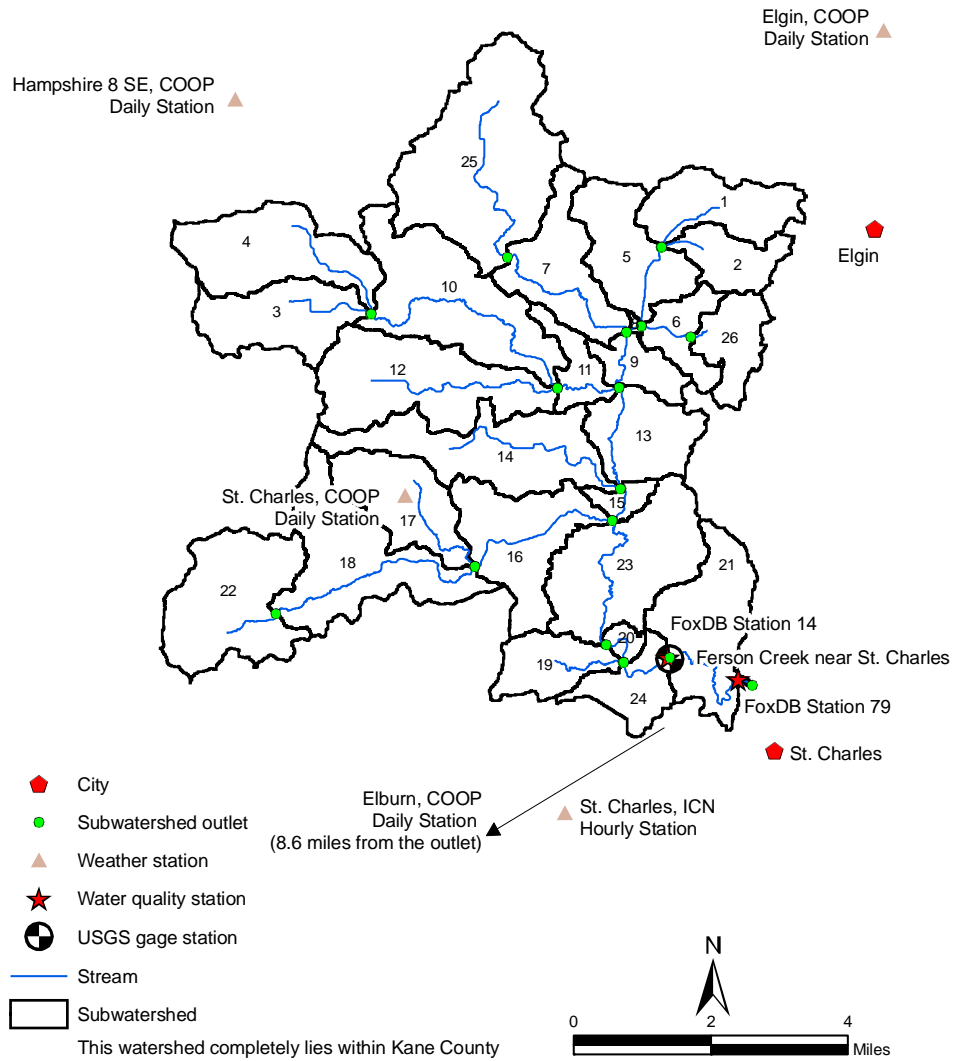 Elgin, COOP
Daily Station
Hampshire 8 SE, COOP
Daily Station
25
1
4
5
2
Elgin
7
10
3
6
26
9
11
12
13
14
St. Charles, COOP
Daily Station
15
17
16
18
23
21
22
FoxDB Station 14
20
Ferson Creek near St. Charles
19
24
FoxDB Station 79
St. Charles
City
Elburn, COOP
Daily Station
(8.6 miles from the outlet)
St. Charles, ICN
Hourly Station
Subwatershed outlet
Weather station
Water quality station
USGS gage station
Stream
Subwatershed
This watershed completely lies within Kane County
N
0 2 4
Miles